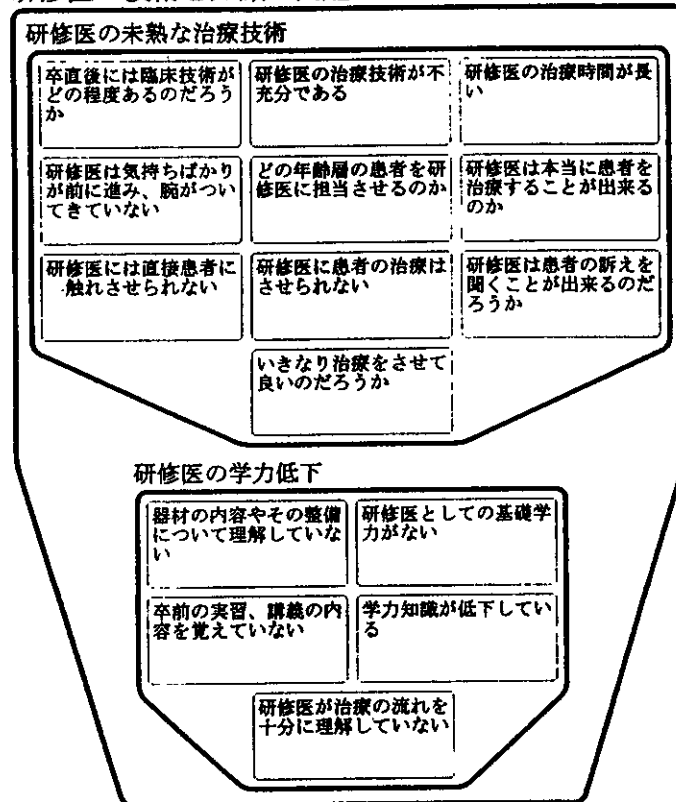 研修医の未熟な治療技術
卒直後には臨床技術が
どの程度あるのだろう
か
研修医の治療技術が不
充分である
研修医の治療時間が長
い
研修医は気持ちばかり
が前に進み、腕がつい
てきていない
どの年齢層の患者を研
修医に担当させるのか
研修医は本当に患者を
治療することが出来る
のか
研修医には直接患者に
触れさせられない
研修医に患者の治療は
させられない
研修医は患者の訴えを
聞くことが出来るのだ
ろうか
いきなり治療をさせて
良いのだろうか
研修医の学力低下
器材の内容やその整備
について理解していな
い
研修医としての基礎学
力がない
卒前の実習、講義の内
容を覚えていない
学力知識が低下してい
る
研修医が治療の流れを
十分に理解していない